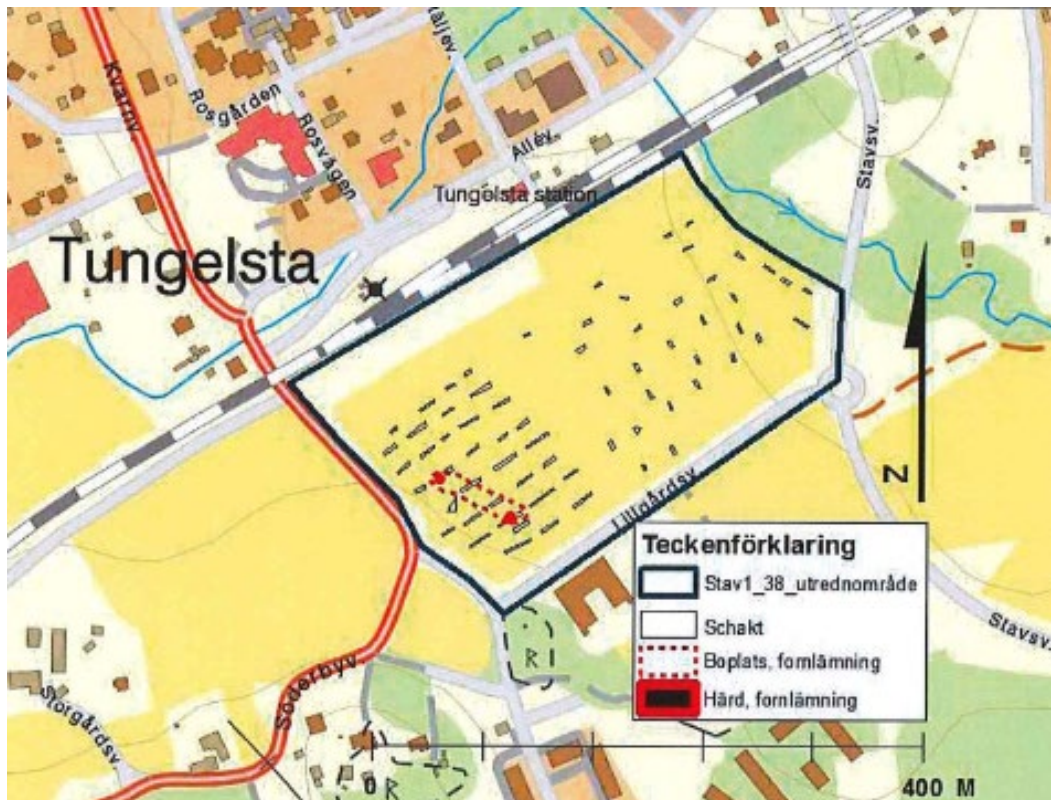 Kvarnv.
Rosgården
Rosvägen
Allév.
Tungelsta station
Stavsv.
Tungelsta
N
Lillgårdsv.
Teckenförklaring
Stav1_38_utrednområde
Schakt
Boplats, fornlämning
Härd, fornlämning
R
Stavsv.
Söderbyv
Storgårdsv.
R
0
400 M